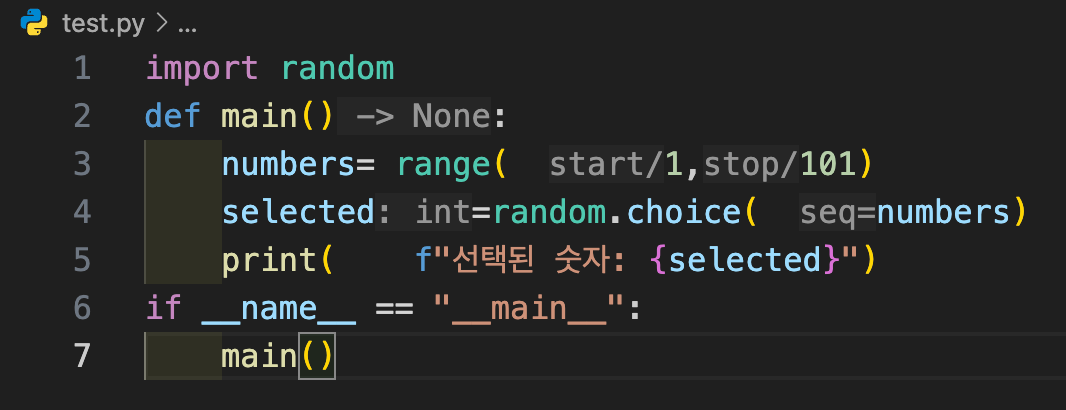 test.py > ...
1 import random
2 def main() -> None:
3     numbers= range(  start/1,stop/101)
4     selected: int=random.choice(  seq=numbers)
5     print(    f"선택된 숫자: {selected}")
6 if __name__ == "__main__":
7     main()